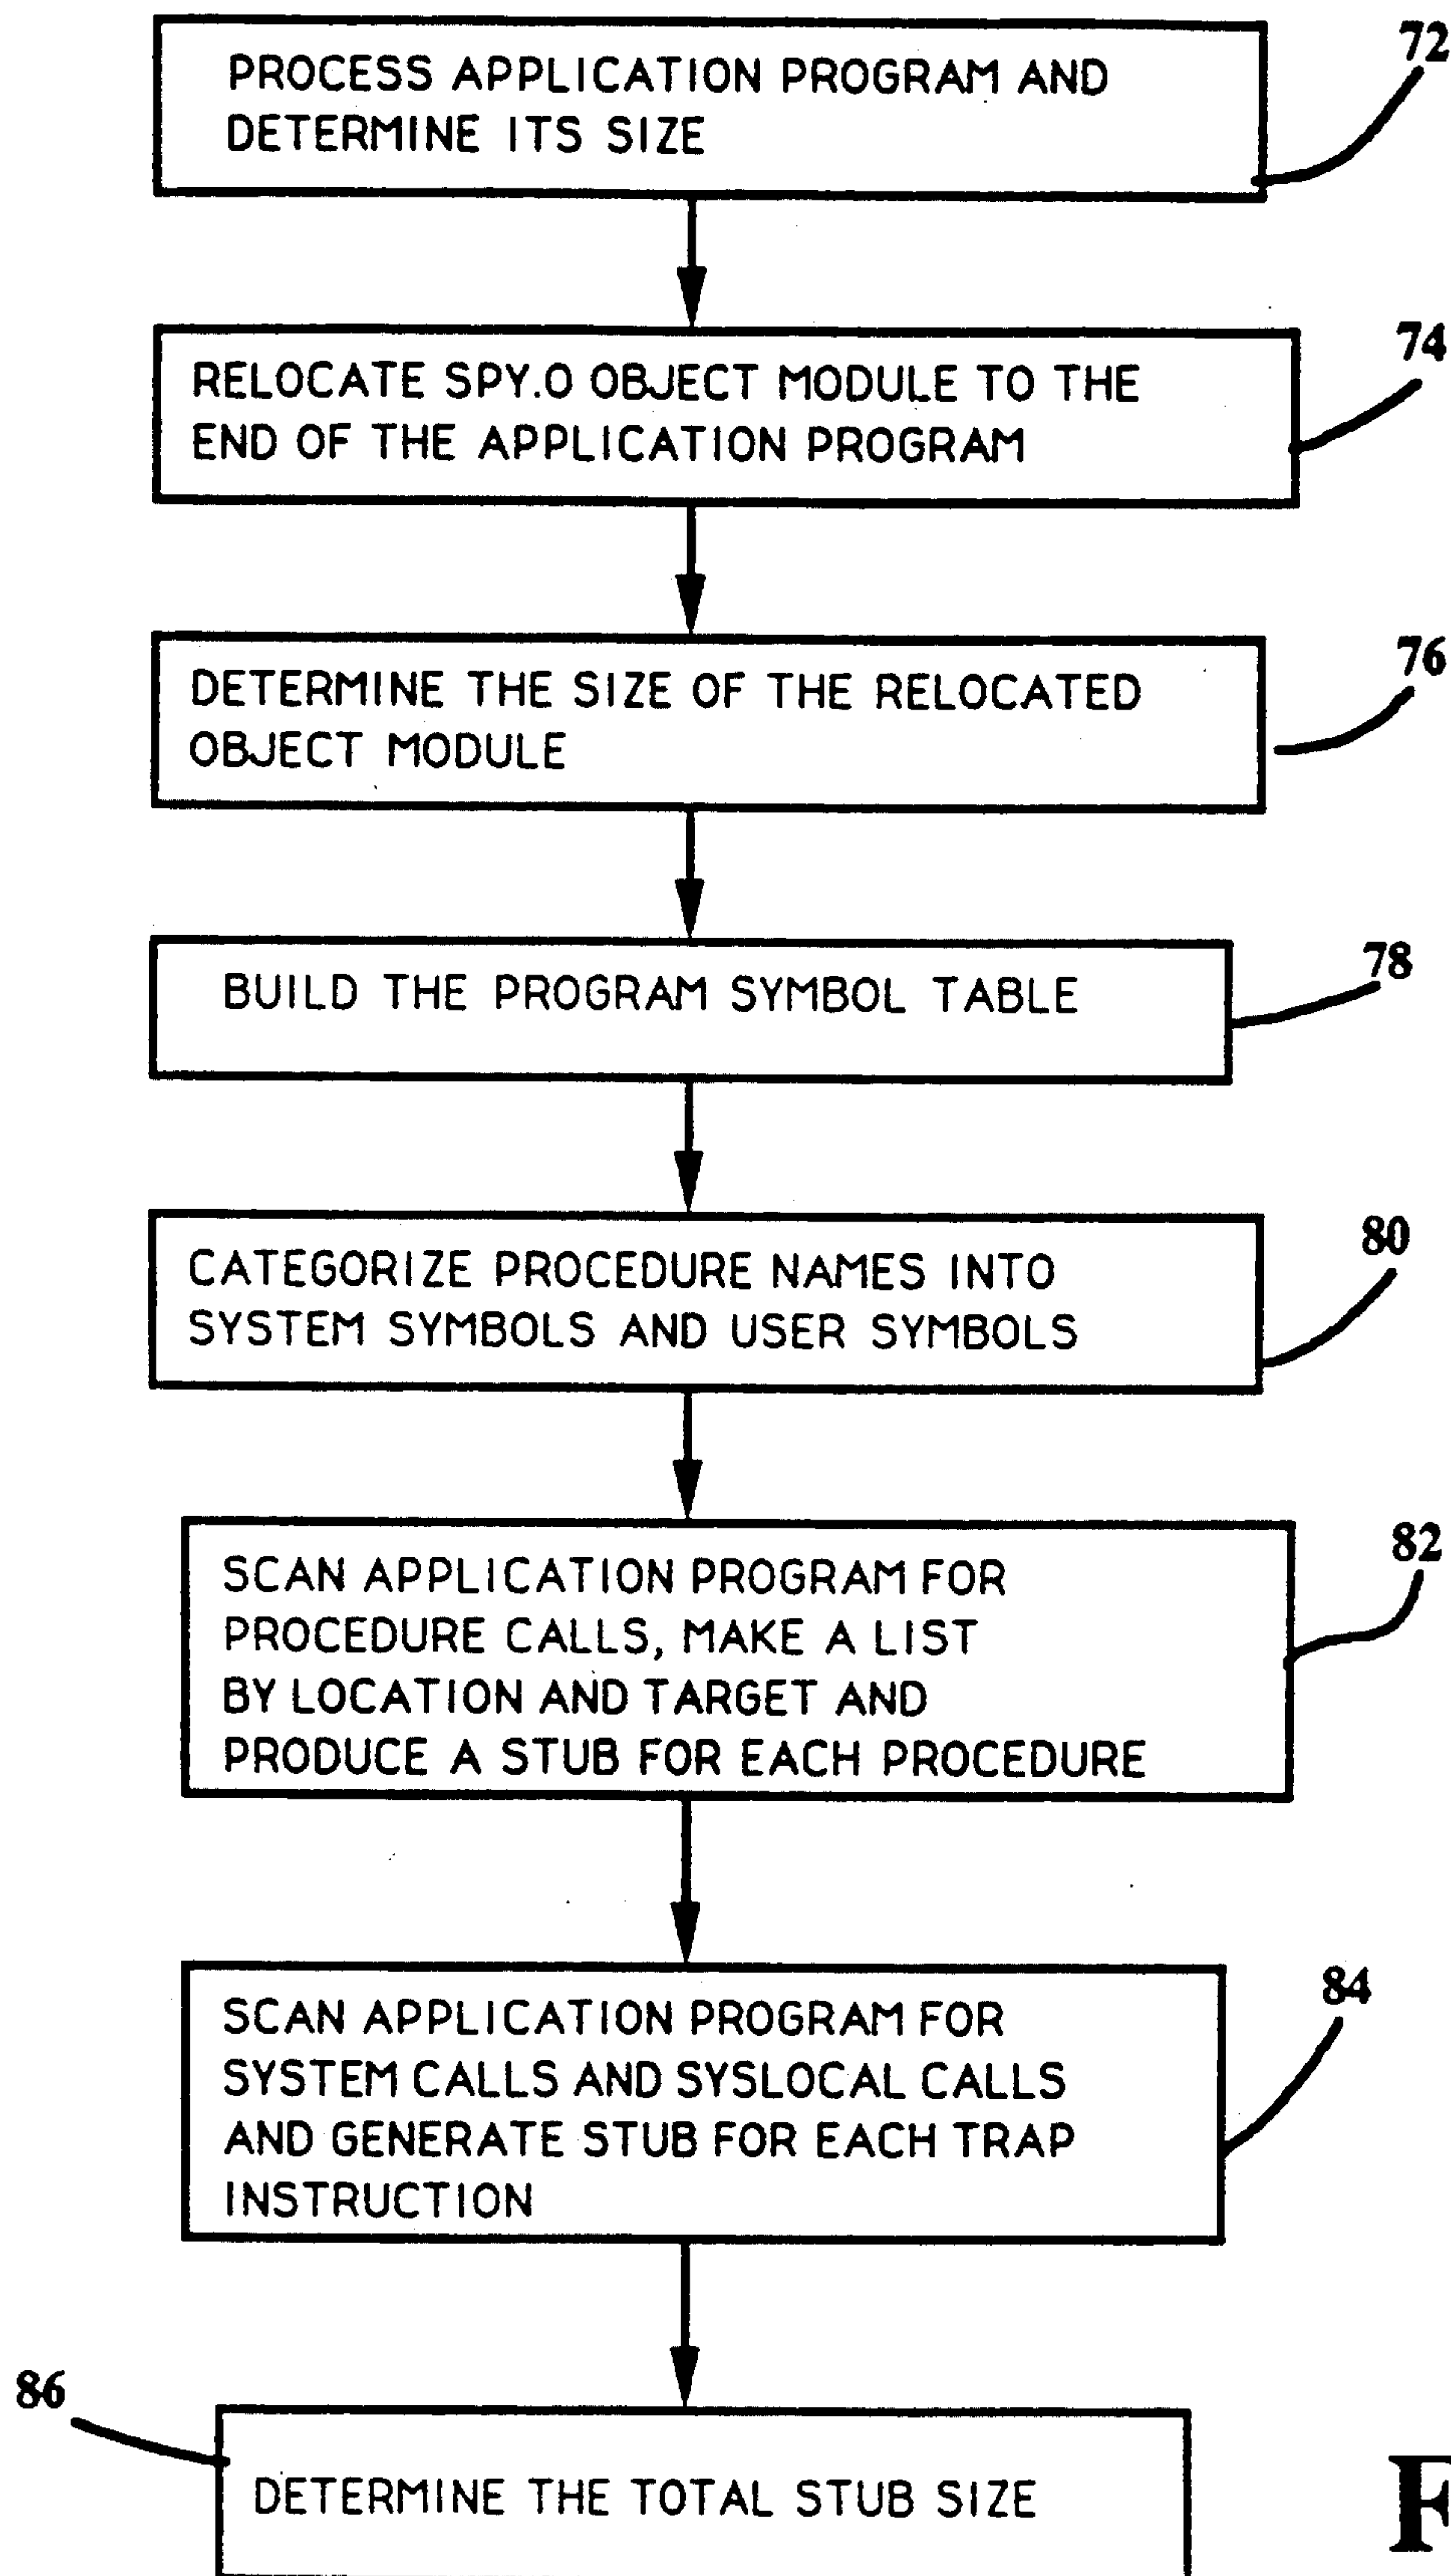 72
PROCESS APPLICATION PROGRAM AND
DETERMINE ITS SIZE
74
RELOCATE SPY.O OBJECT MODULE TO THE
END OF THE APPLICATION PROGRAM
76
DETERMINE THE SIZE OF THE RELOCATED
OBJECT MODULE
78
BUILD THE PROGRAM SYMBOL TABLE
80
CATEGORIZE PROCEDURE NAMES INTO
SYSTEM SYMBOLS AND USER SYMBOLS
82
SCAN APPLICATION PROGRAM FOR
PROCEDURE CALLS, MAKE A LIST
BY LOCATION AND TARGET AND
PRODUCE A STUB FOR EACH PROCEDURE
84
SCAN APPLICATION PROGRAM FOR
SYSTEM CALLS AND SYSLOCAL CALLS
AND GENERATE STUB FOR EACH TRAP
INSTRUCTION
86
DETERMINE THE TOTAL STUB SIZE
F